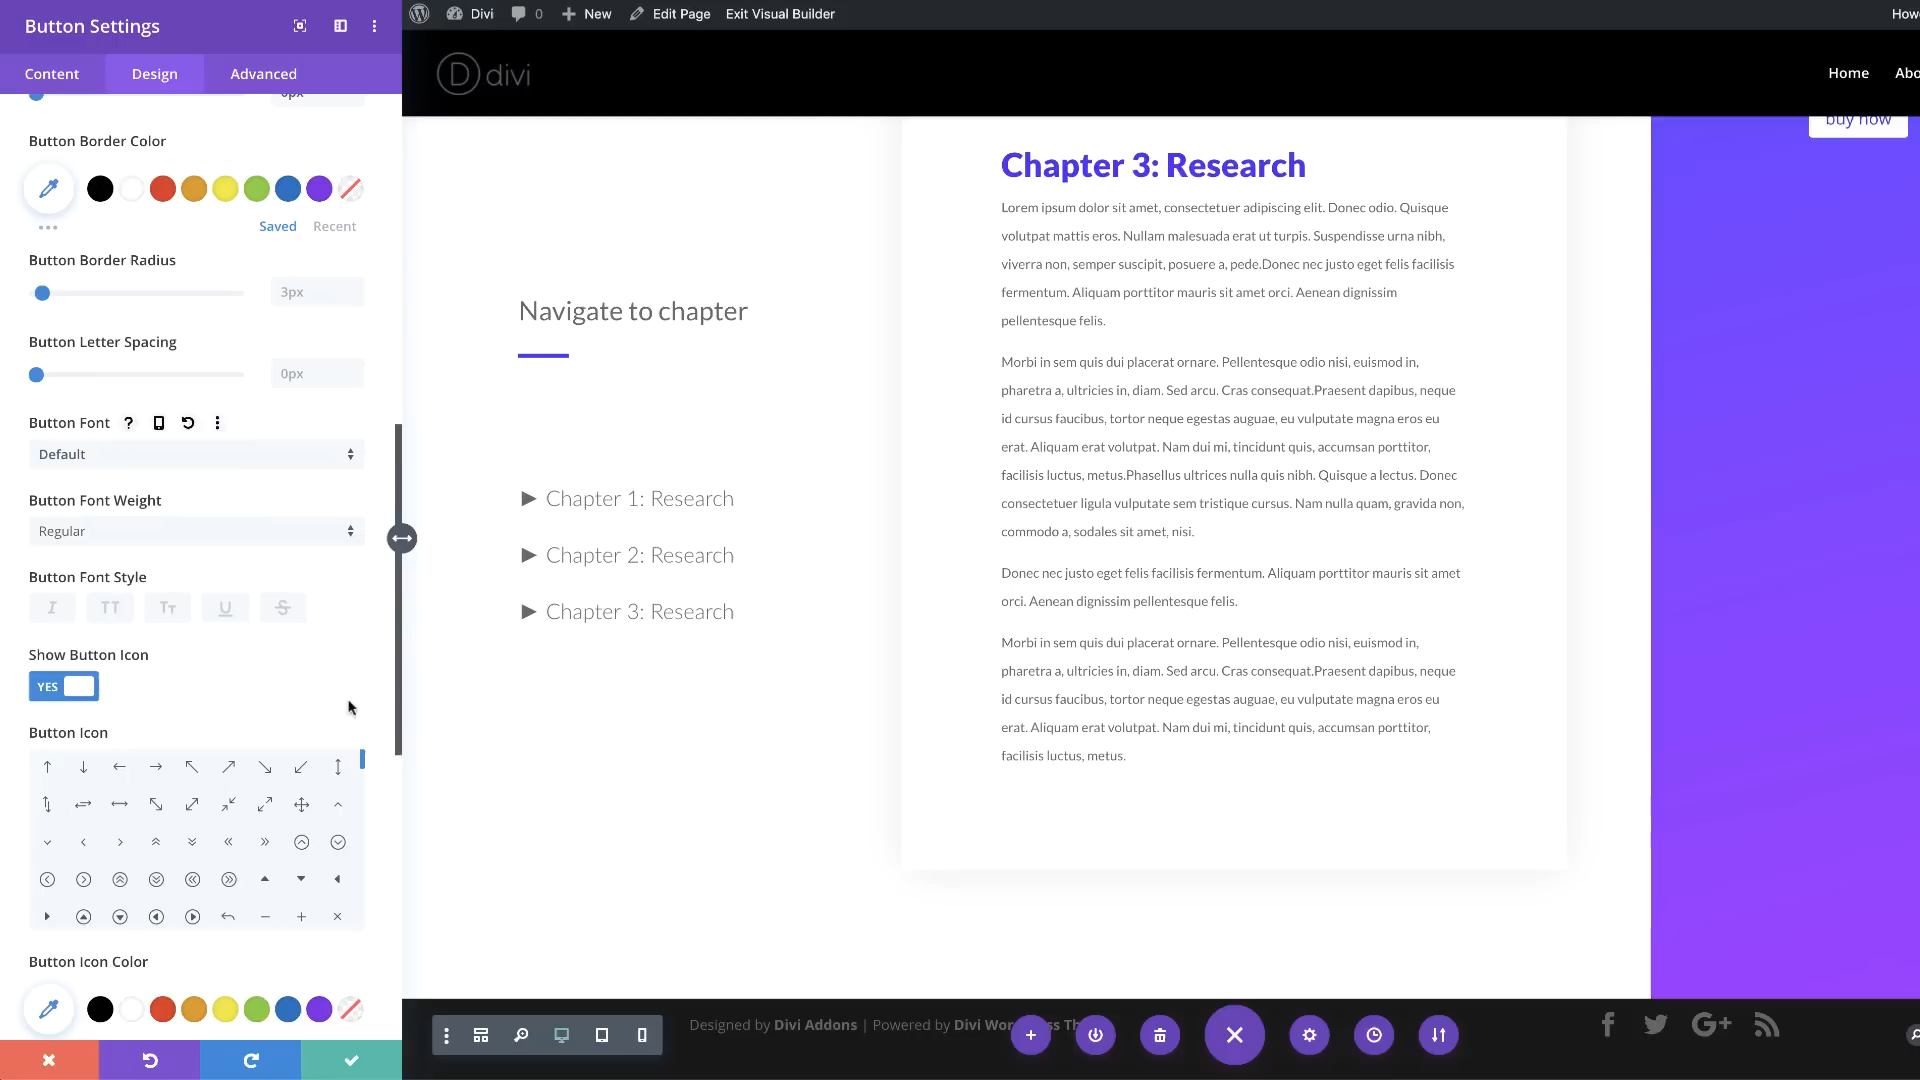 Button Settings
Content
Design
Advanced
0px
Button Border Color
Saved
Recent
Button Border Radius
3px
Button Letter Spacing
0px
Button Font
?
Default
Button Font Weight
Regular
Button Font Style
I
TT
Tт
U
S
Show Button Icon
YES
Button Icon
Button Icon Color
Divi
0
New
Edit Page
Exit Visual Builder
How
D divi
Home
Abo
buy now
Navigate to chapter
► Chapter 1: Research
► Chapter 2: Research
► Chapter 3: Research
Chapter 3: Research
Lorem ipsum dolor sit amet, consectetuer adipiscing elit. Donec odio. Quisque
volutpat mattis eros. Nullam malesuada erat ut turpis. Suspendisse urna nibh,
viverra non, semper suscipit, posuere a, pede.Donec nec justo eget felis facilisis
fermentum. Aliquam porttitor mauris sit amet orci. Aenean dignissim
pellentesque felis.
Morbi in sem quis dui placerat ornare. Pellentesque odio nisi, euismod in,
pharetra a, ultricies in, diam. Sed arcu. Cras consequat.Praesent dapibus, neque
id cursus faucibus, tortor neque egestas auguae, eu vulputate magna eros eu
erat. Aliquam erat volutpat. Nam dui mi, tincidunt quis, accumsan porttitor,
facilisis luctus, metus.Phasellus ultrices nulla quis nibh. Quisque a lectus. Donec
consectetuer ligula vulputate sem tristique cursus. Nam nulla quam, gravida non,
commodo a, sodales sit amet, nisi.
Donec nec justo eget felis facilisis fermentum. Aliquam porttitor mauris sit amet
orci. Aenean dignissim pellentesque felis.
Morbi in sem quis dui placerat ornare. Pellentesque odio nisi, euismod in,
pharetra a, ultricies in, diam. Sed arcu. Cras consequat.Praesent dapibus, neque
id cursus faucibus, tortor neque egestas auguae, eu vulputate magna eros eu
erat. Aliquam erat volutpat. Nam dui mi, tincidunt quis, accumsan porttitor,
facilisis luctus, metus.
Designed by Divi Addons | Powered by Divi Wor ss Th